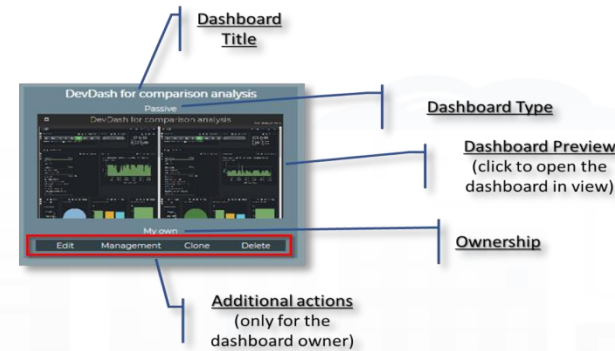 Dashboard
Title
DevDash for comparison analysis
Passive
DevDash for comparison analysis
Dashboard Type
Dashboard Preview
(click to open the
dashboard in view)
My own
Ownership
Edit Management Clone Delete
Additional actions
(only for the
dashboard owner)